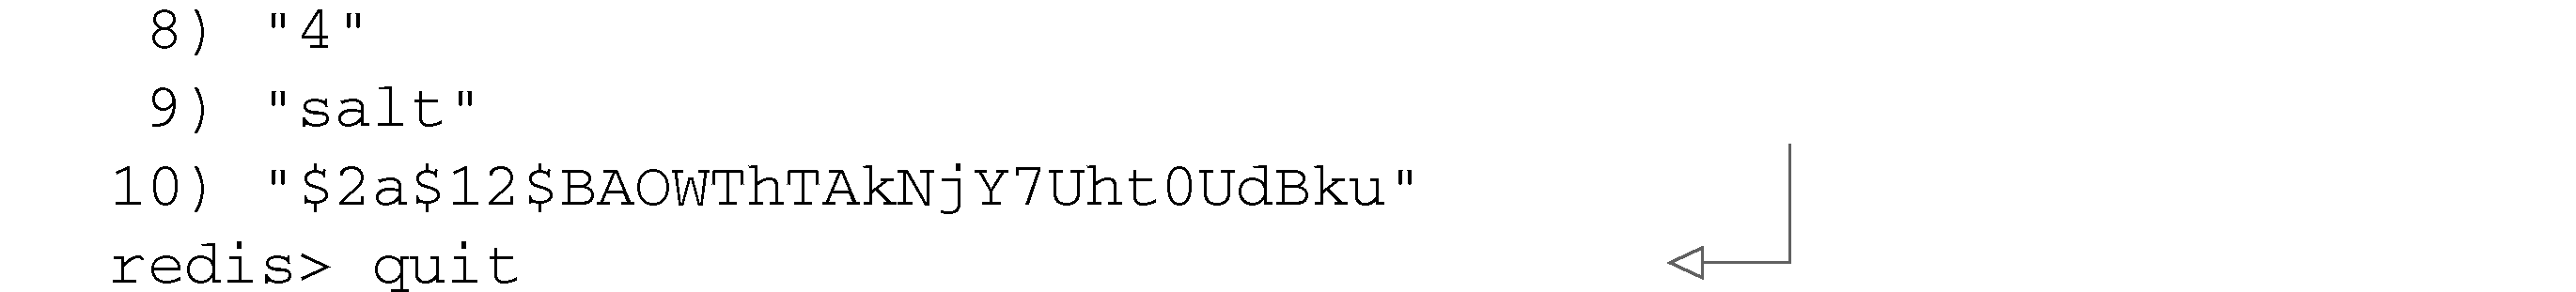 8) "4"
9) "salt"
10) "$2a$12$BAOWThTAkNjY7Uht0UdBku"
redis> quit